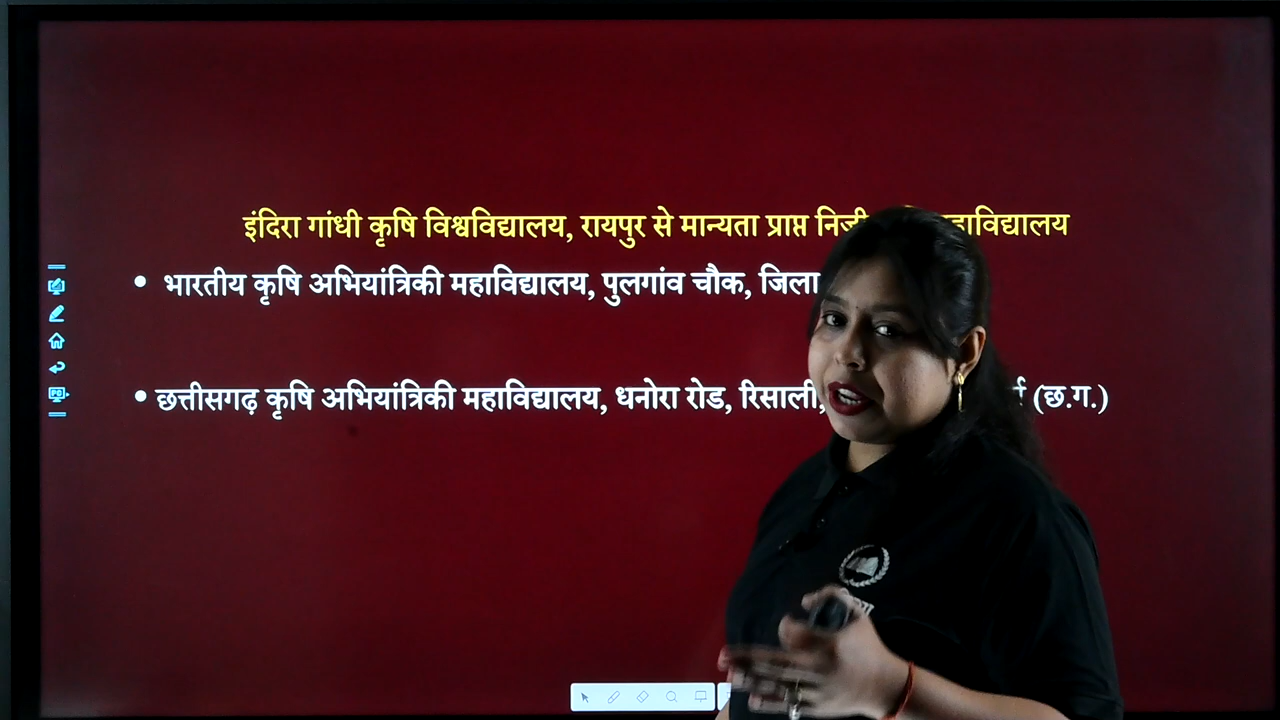 इंदिरा गांधी कृषि विश्वविद्यालय, रायपुर से मान्यता प्राप्त
• भारतीय कृषि अभियांत्रिकी महाविद्यालय, पुलगांव चौक, जिला
• छत्तीसगढ़ कृषि अभियांत्रिकी महाविद्यालय, धनोरा रोड, रिसाली, (छ.ग.)